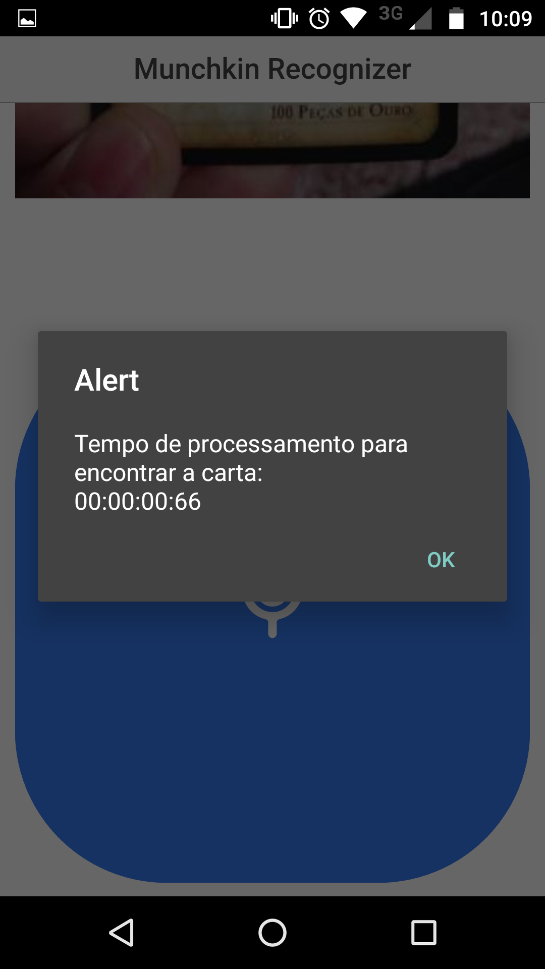 3G 10:09
Munchkin Recognizer
100 Peças de Ouro
Alert
Tempo de processamento para
encontrar a carta:
00:00:00:66
OK